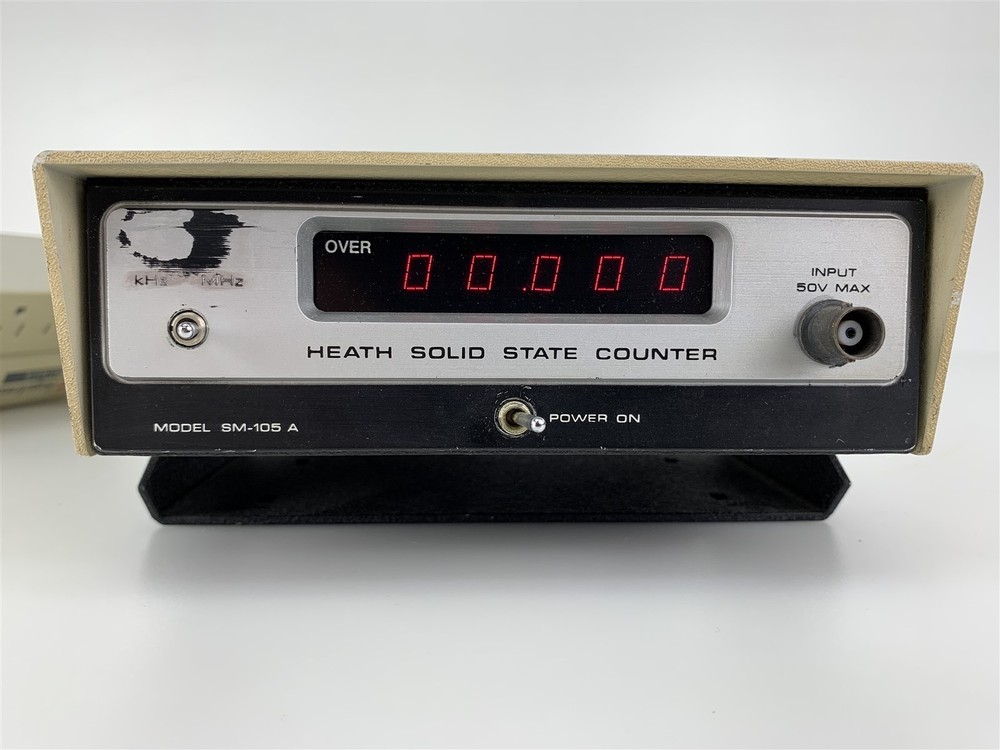 OVER
00.000
kHz MHz
INPUT
50V MAX
HEATH SOLID STATE COUNTER
POWER ON
MODEL SM-105 A